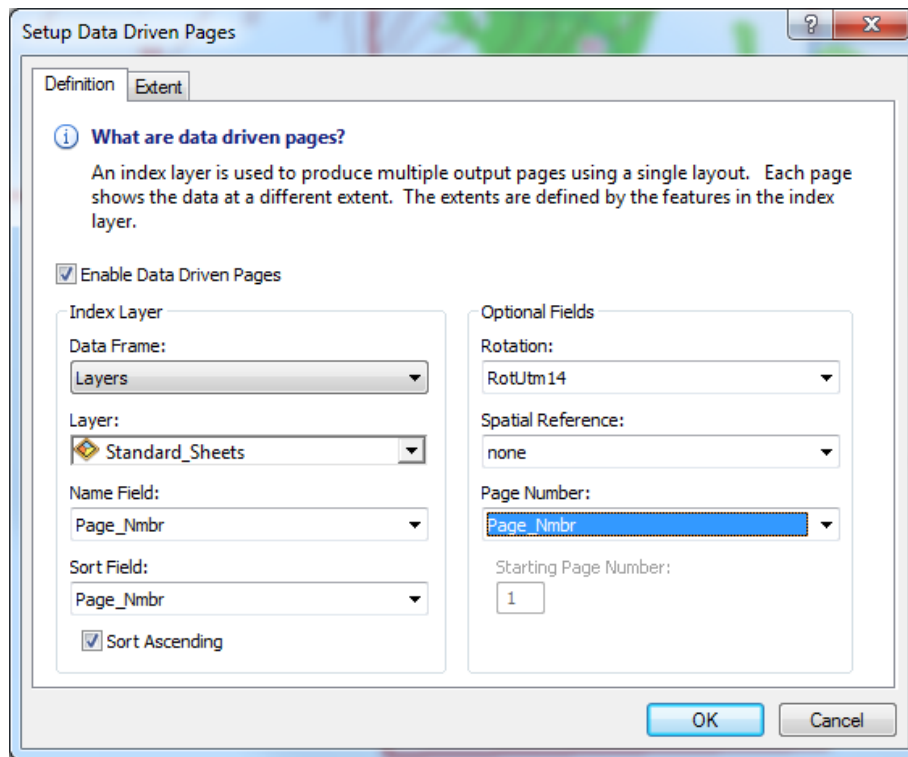 Setup Data Driven Pages
Definition
Extent
What are data driven pages?
An index layer is used to produce multiple output pages using a single layout. Each page
shows the data at a different extent. The extents are defined by the features in the index
layer.
Enable Data Driven Pages
Index Layer
Data Frame:
Layers
Layer:
Standard_Sheets
Name Field:
Page_Nmbr
Sort Field:
Page_Nmbr
Sort Ascending
Optional Fields
Rotation:
RotUtm14
Spatial Reference:
none
Page Number:
Page_Nmbr
Starting Page Number:
1
OK
Cancel